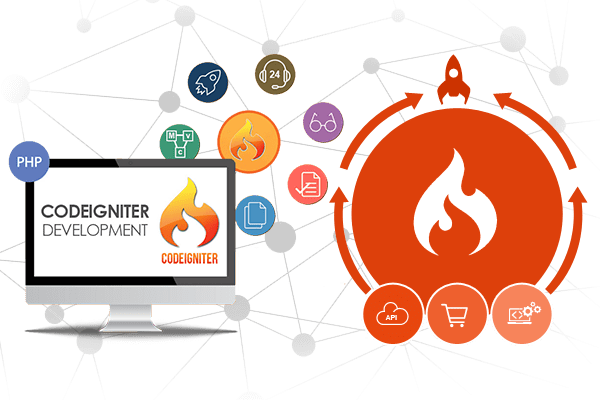 24
M V
C
PHP
CODEIGNITER
DEVELOPMENT
CODEIGNITER
API